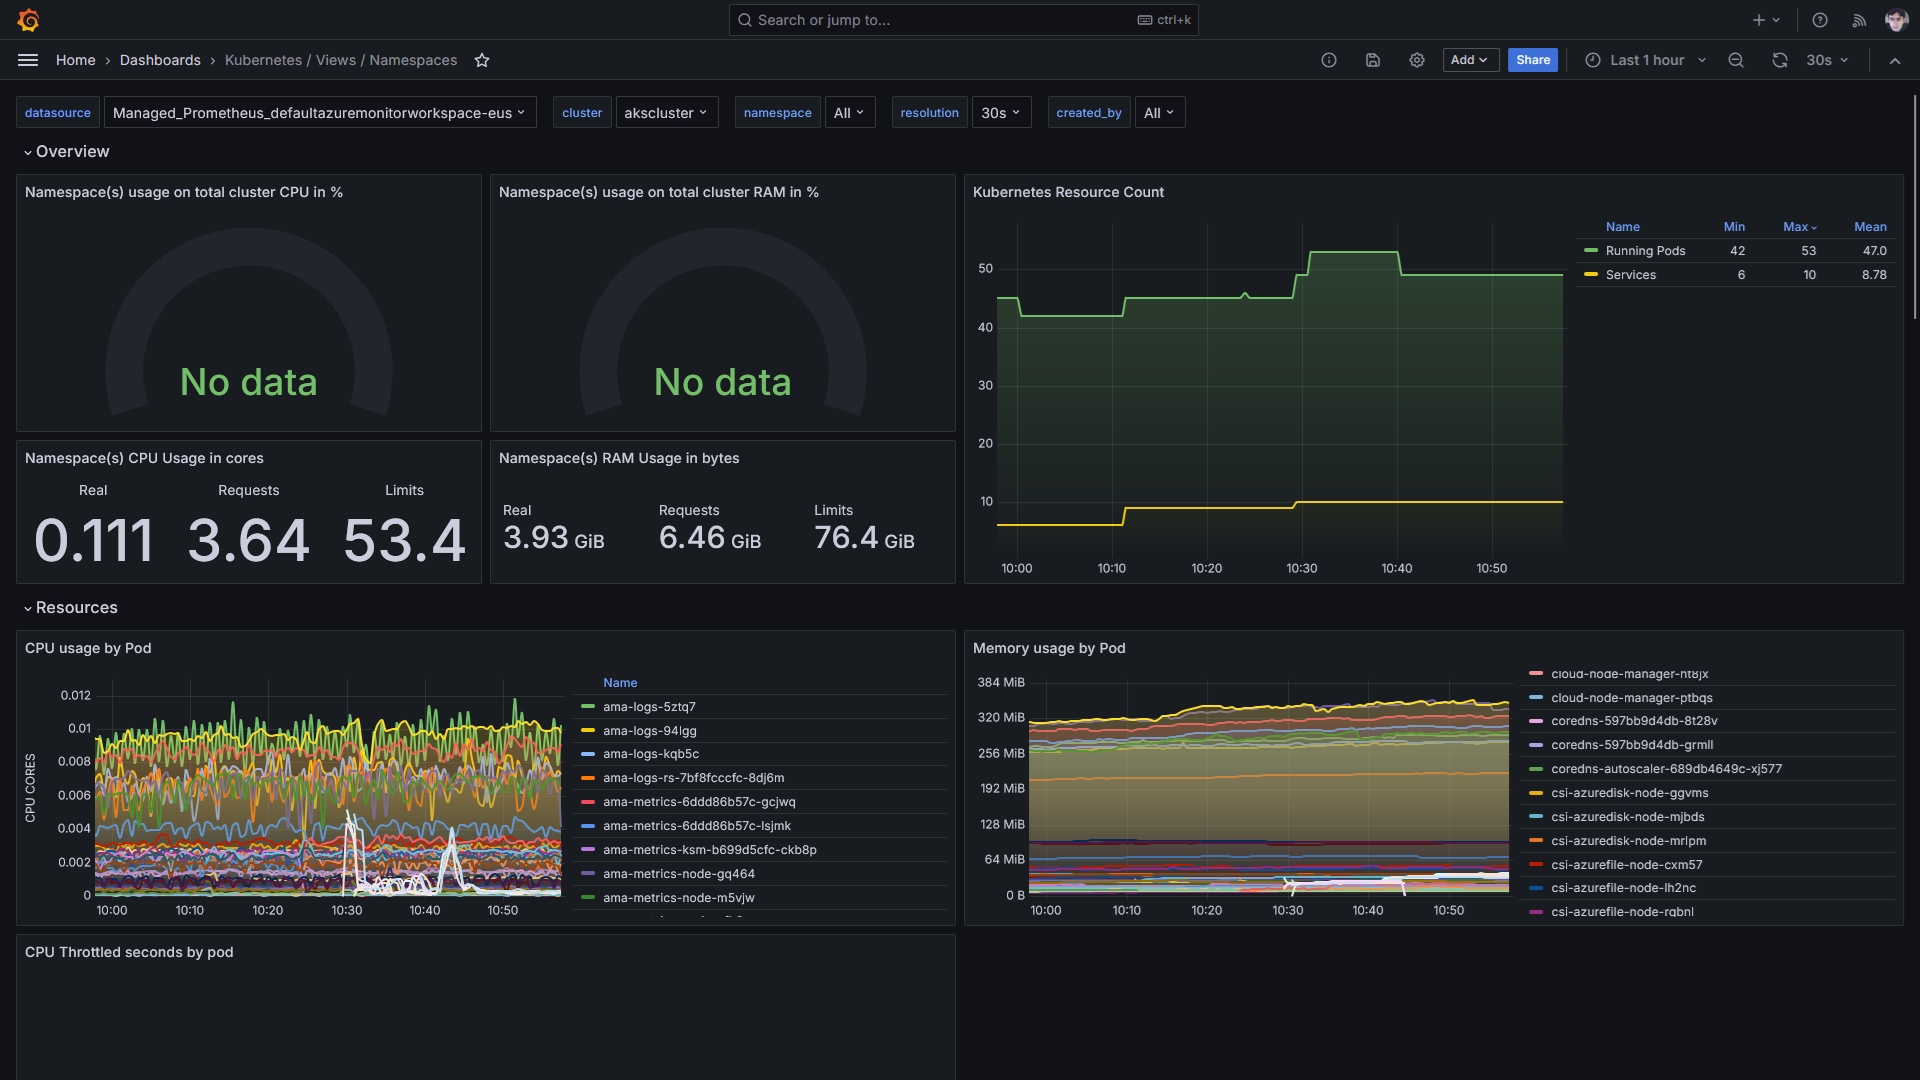 Search or jump to...
ctrl+k
Home › Dashboards › Kubernetes / Views / Namespaces
Add
Share
Last 1 hour
30s
datasource Managed_Prometheus_defaultazuremonitorworkspace-eus
cluster akscluster
namespace All
resolution 30s
created_by All
Overview
Namespace(s) usage on total cluster CPU in %
No data
Namespace(s) usage on total cluster RAM in %
No data
Kubernetes Resource Count
50
40
30
20
10
10:00 10:10 10:20 10:30 10:40 10:50
Name Min Max Mean
Running Pods 42 53 47.0
Services 6 10 8.78
Namespace(s) CPU Usage in cores
Real Requests Limits
0.111 3.64 53.4
Namespace(s) RAM Usage in bytes
Real Requests Limits
3.93 GiB 6.46 GiB 76.4 GiB
Resources
CPU usage by Pod
CPU CORES
0.012
0.01
0.008
0.006
0.004
0.002
0
10:00 10:10 10:20 10:30 10:40 10:50
Name
ama-logs-5ztq7
ama-logs-94lgg
ama-logs-kqb5c
ama-logs-rs-7bf8fcccfc-8dj6m
ama-metrics-6ddd86b57c-gcjwq
ama-metrics-6ddd86b57c-lsjmk
ama-metrics-ksm-b699d5cfc-ckb8p
ama-metrics-node-gq464
ama-metrics-node-m5vjw
Memory usage by Pod
384 MiB
320 MiB
256 MiB
192 MiB
128 MiB
64 MiB
0 B
10:00 10:10 10:20 10:30 10:40 10:50
cloud-node-manager-nt8jx
cloud-node-manager-ptbqs
coredns-597bb9d4db-8t28v
coredns-597bb9d4db-grmll
coredns-autoscaler-689db4649c-xj577
csi-azuredisk-node-ggvms
csi-azuredisk-node-mjbds
csi-azuredisk-node-mrlpm
csi-azurefile-node-cxm57
csi-azurefile-node-lh2nc
csi-azurefile-node-rqbnl
CPU Throttled seconds by pod